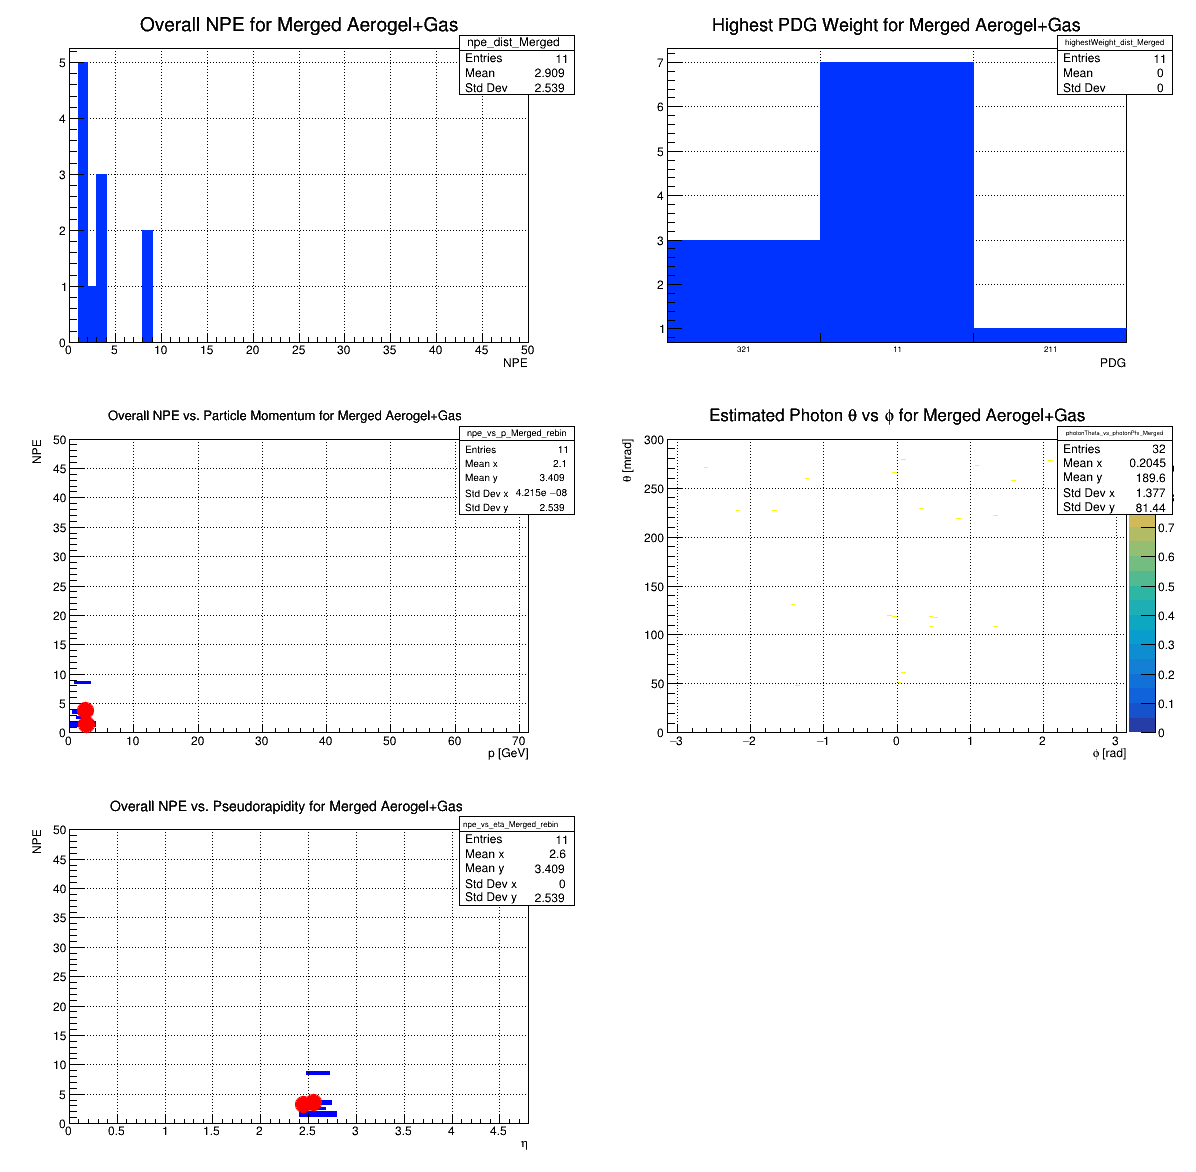 Overall NPE for Merged Aerogel+Gas
npe_dist_Merged
Entries 11
Mean 2.909
Std Dev 2.539
5
4
3
2
1
0
0 5 10 15 20 25 30 35 40 45 50
NPE
Highest PDG Weight for Merged Aerogel+Gas
highestWeight_dist_Merged
Entries 11
Mean 0
Std Dev 0
7
6
5
4
3
2
1
321 11 211
PDG
Overall NPE vs. Particle Momentum for Merged Aerogel+Gas
npe_vs_p_Merged_rebin
Entries 11
Mean x 2.1
Mean y 3.409
Std Dev x 4.215e −08
Std Dev y 2.539
NPE
50
45
40
35
30
25
20
15
10
5
0
0 10 20 30 40 50 60 70
p [GeV]
Estimated Photon θ vs ϕ for Merged Aerogel+Gas
photonTheta_vs_photonPhi_Merged
Entries 32
Mean x 0.2045
Mean y 189.6
Std Dev x 1.377
Std Dev y 81.44
θ [mrad]
300
250
200
150
100
50
0
−3 −2 −1 0 1 2 3
ϕ [rad]
0.7
0.6
0.5
0.4
0.3
0.2
0.1
0
Overall NPE vs. Pseudorapidity for Merged Aerogel+Gas
npe_vs_eta_Merged_rebin
Entries 11
Mean x 2.6
Mean y 3.409
Std Dev x 0
Std Dev y 2.539
NPE
50
45
40
35
30
25
20
15
10
5
0
0 0.5 1 1.5 2 2.5 3 3.5 4 4.5
η